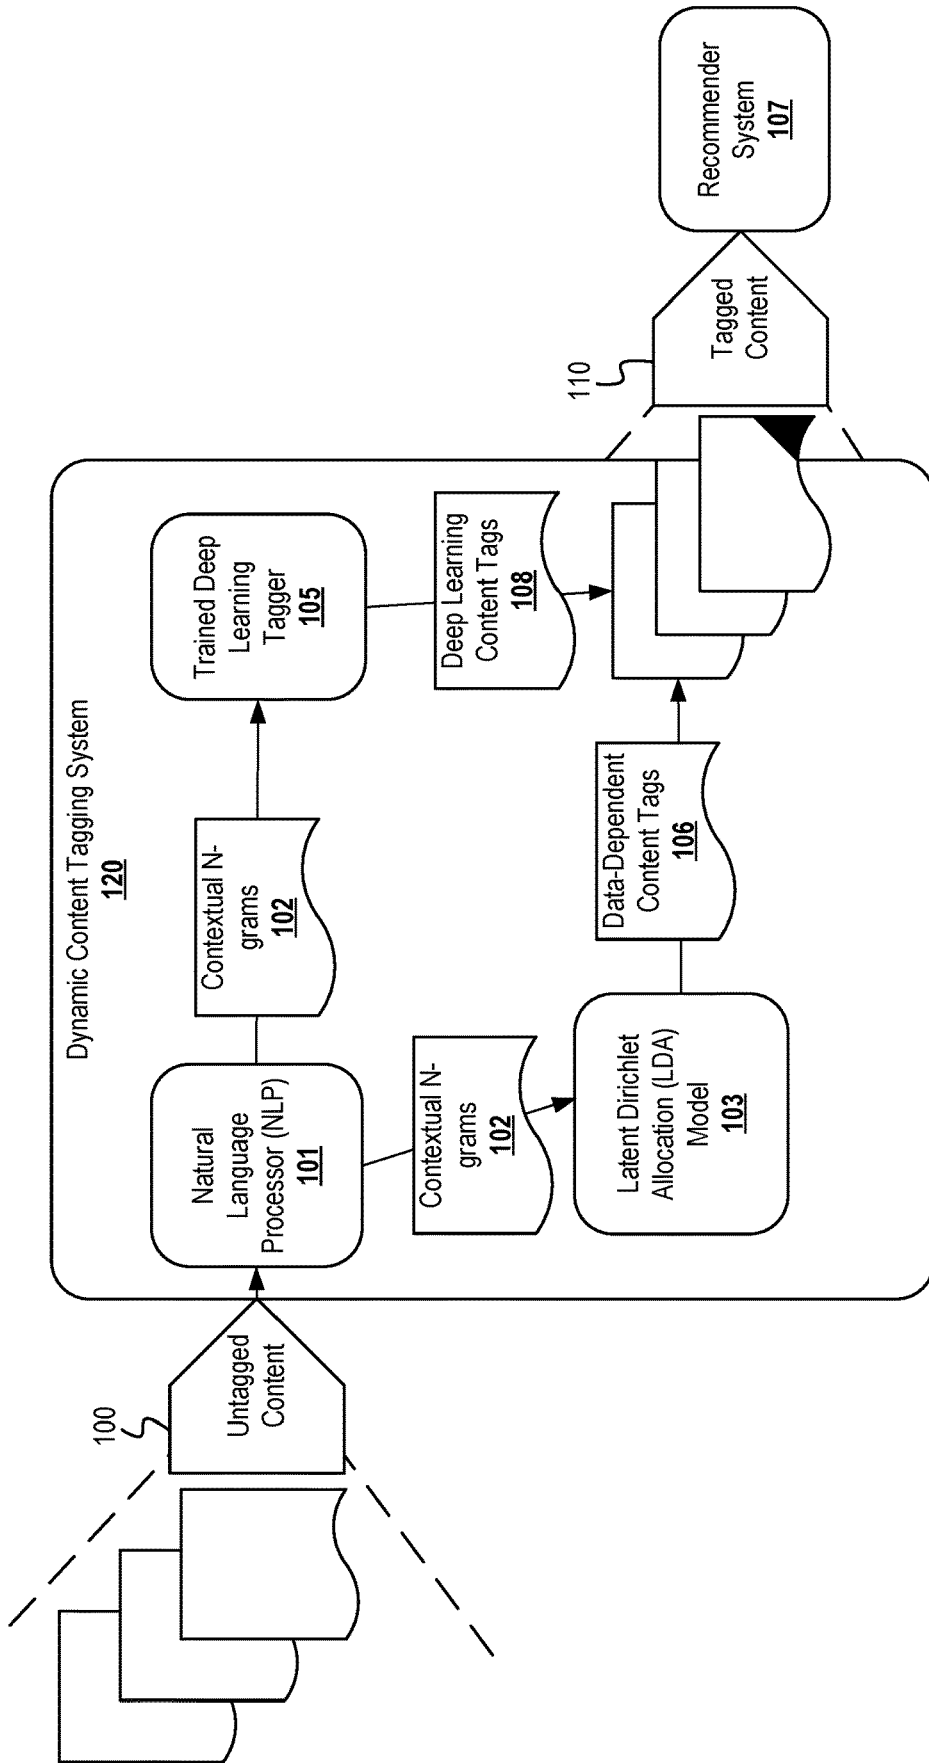 Dynamic Content Tagging System
120
100
Untagged
Content
Natural
Language
Processor (NLP)
101
Contextual N-
grams
102
Trained Deep
Learning
Tagger
105
Contextual N-
grams
102
Deep Learning
Content Tags
108
Latent Dirichlet
Allocation (LDA)
Model
103
Data-Dependent
Content Tags
106
110
Tagged
Content
Recommender
System
107